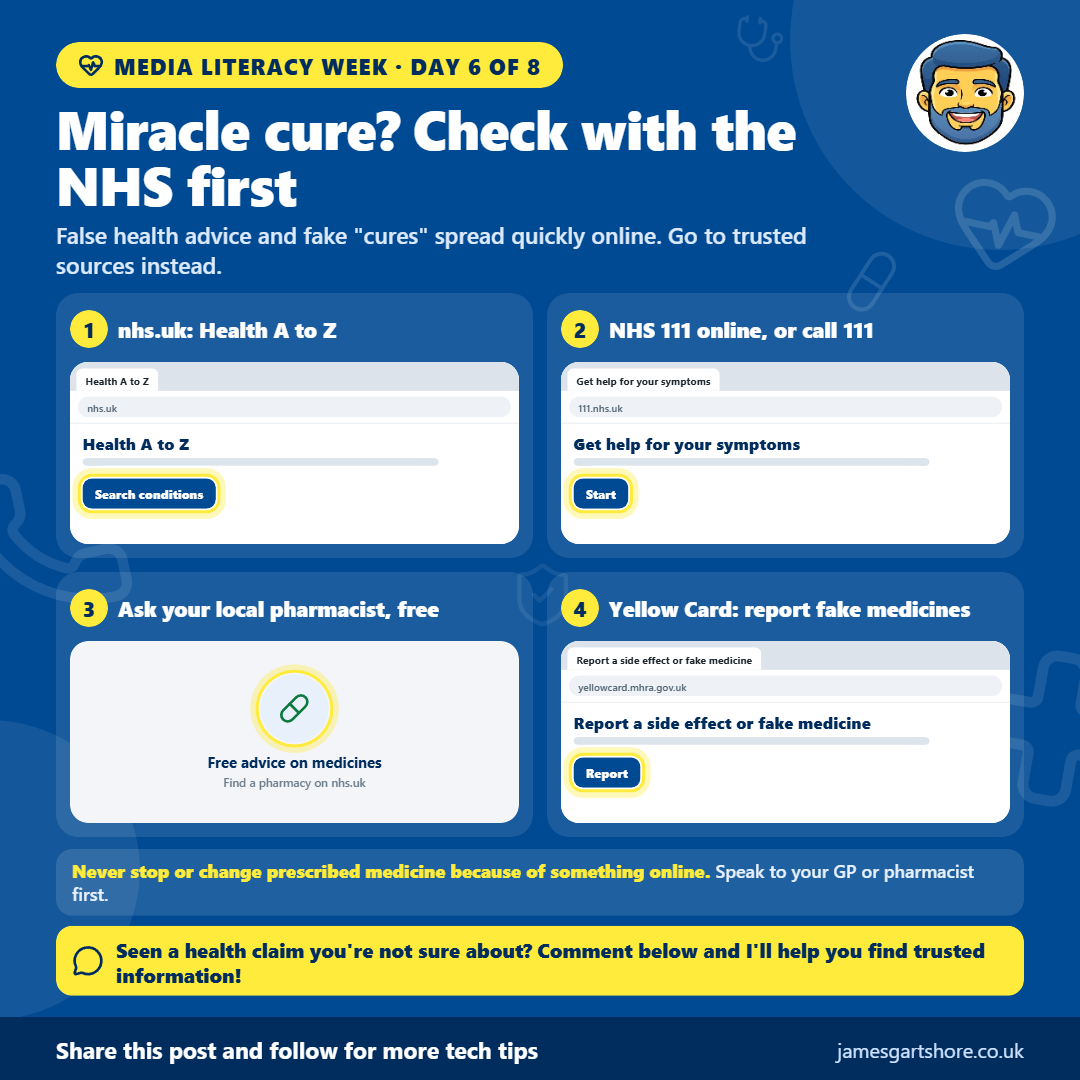 MEDIA LITERACY WEEK · DAY 6 OF 8
Miracle cure? Check with the
NHS first
False health advice and fake "cures" spread quickly online. Go to trusted
sources instead.
1 nhs.uk: Health A to Z
Health A to Z
nhs.uk
Health A to Z
Search conditions
2 NHS 111 online, or call 111
Get help for your symptoms
111.nhs.uk
Get help for your symptoms
Start
3 Ask your local pharmacist, free
Free advice on medicines
Find a pharmacy on nhs.uk
4 Yellow Card: report fake medicines
Report a side effect or fake medicine
yellowcard.mhra.gov.uk
Report a side effect or fake medicine
Report
Never stop or change prescribed medicine because of something online. Speak to your GP or pharmacist
first.
Seen a health claim you're not sure about? Comment below and I'll help you find trusted
information!
Share this post and follow for more tech tips
jamesgartshore.co.uk